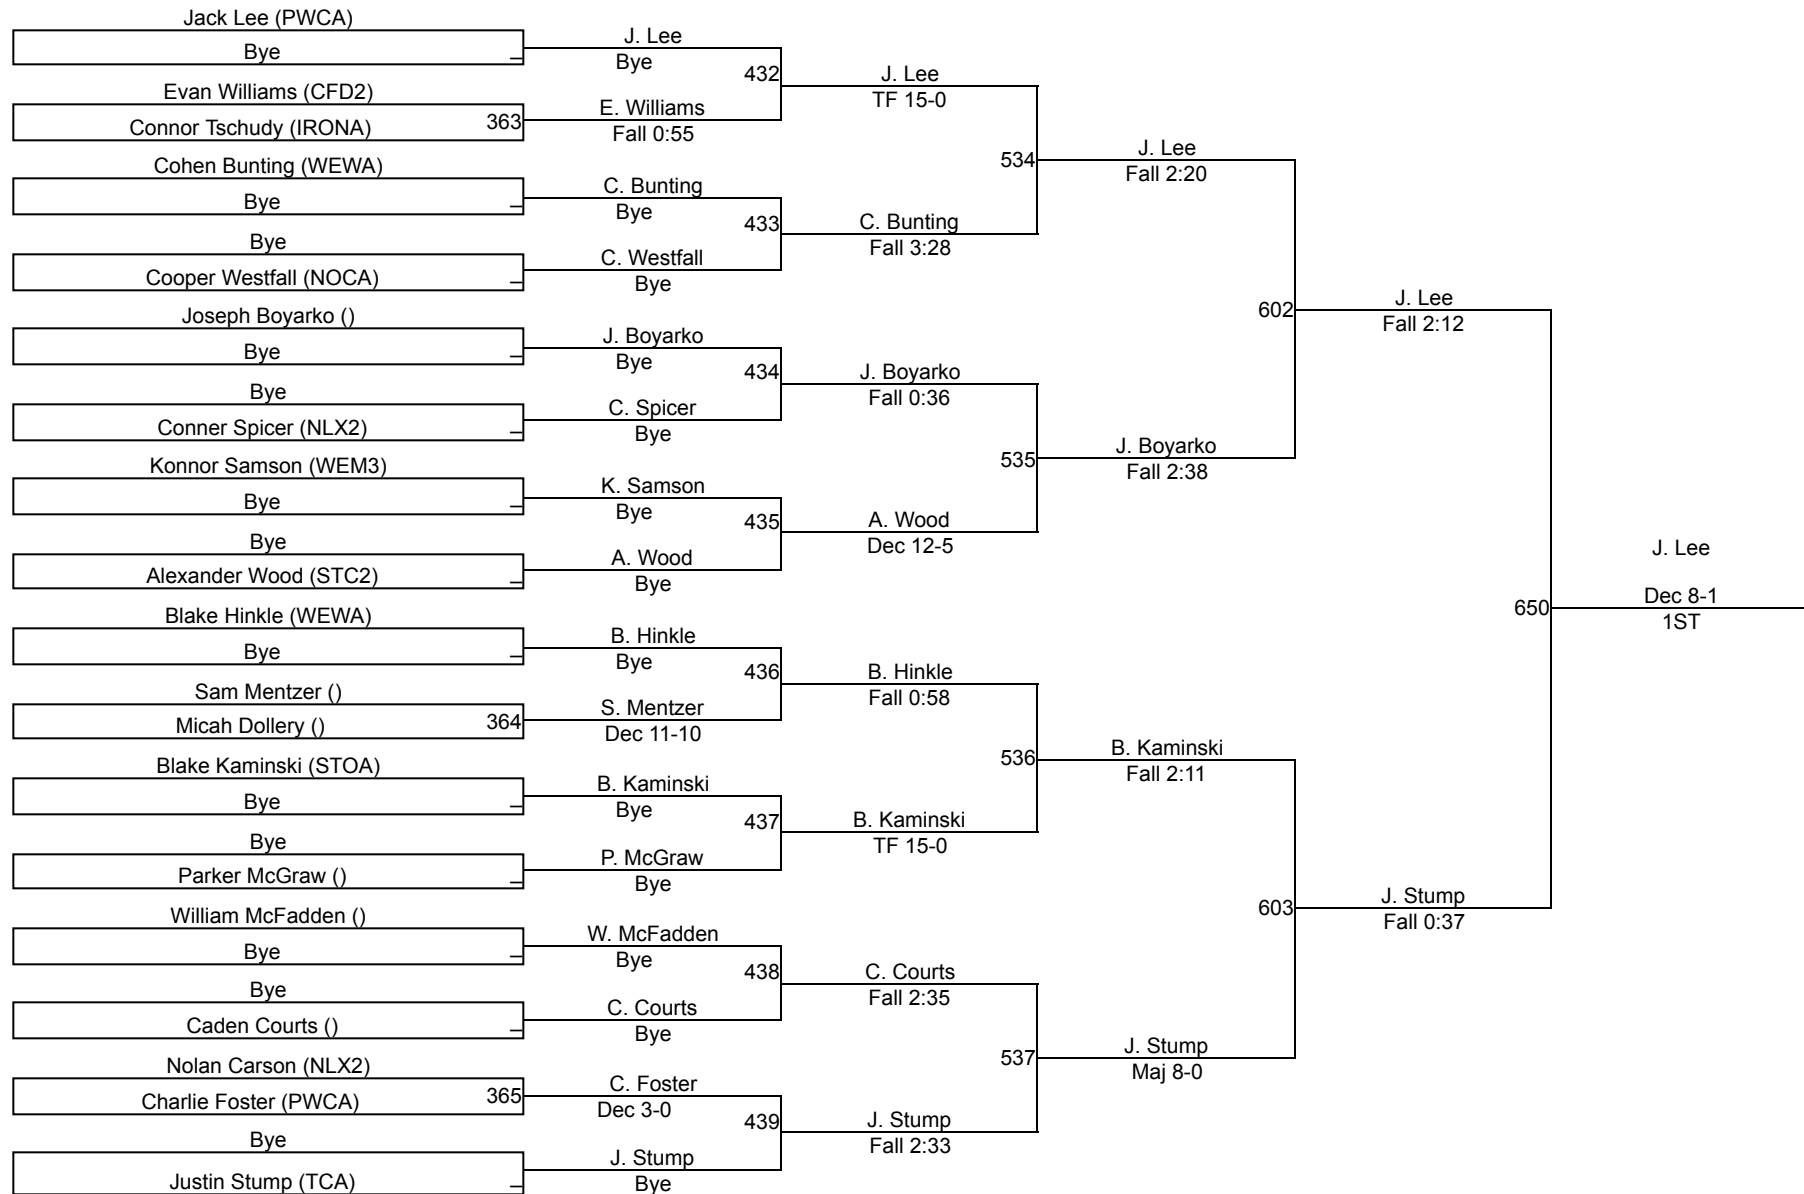 Jack Lee (PWCA)
Bye _
Evan Williams (CFD2)
Connor Tschudy (IRONA) 363
Cohen Bunting (WEWA)
Bye _
Bye
Cooper Westfall (NOCA) _
Joseph Boyarko ()
Bye _
Bye
Conner Spicer (NLX2) _
Konnor Samson (WEM3)
Bye _
Bye
Alexander Wood (STC2) _
Blake Hinkle (WEWA)
Bye _
Sam Mentzer ()
Micah Dollery () 364
Blake Kaminski (STOA)
Bye _
Bye
Parker McGraw () _
William McFadden ()
Bye _
Bye
Caden Courts () _
Nolan Carson (NLX2)
Charlie Foster (PWCA) 365
Bye
Justin Stump (TCA) _
J. Lee
Bye
432
E. Williams
Fall 0:55
C. Bunting
Bye
433
C. Westfall
Bye
J. Boyarko
Bye
434
C. Spicer
Bye
K. Samson
Bye
435
A. Wood
Bye
B. Hinkle
Bye
436
S. Mentzer
Dec 11-10
B. Kaminski
Bye
437
P. McGraw
Bye
W. McFadden
Bye
438
C. Courts
Bye
C. Foster
Dec 3-0
439
J. Stump
Bye
J. Lee
TF 15-0
534
C. Bunting
Fall 3:28
J. Boyarko
Fall 0:36
535
A. Wood
Dec 12-5
B. Hinkle
Fall 0:58
536
B. Kaminski
TF 15-0
C. Courts
Fall 2:35
537
J. Stump
Fall 2:33
J. Lee
Fall 2:20
602
J. Boyarko
Fall 2:38
B. Kaminski
Fall 2:11
603
J. Stump
Maj 8-0
J. Lee
Fall 2:12
650
J. Stump
Fall 0:37
J. Lee
Dec 8-1
1ST